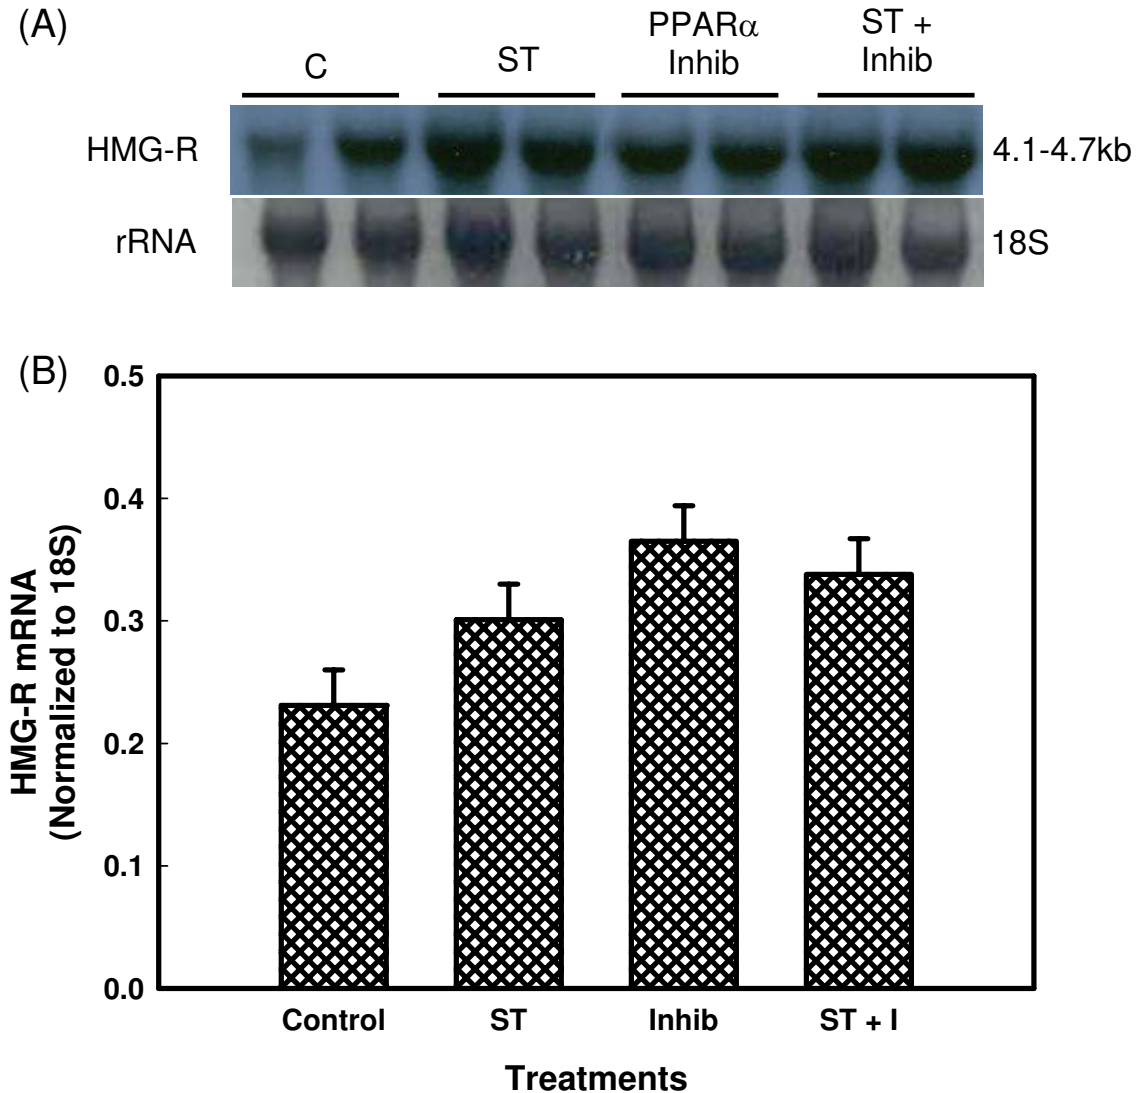 (A)
C
ST
PPARα
Inhib
ST +
Inhib
HMG-R
4.1-4.7kb
rRNA
18S
(B)
0.5
0.4
0.3
0.2
0.1
0.0
HMG-R mRNA
(Normalized to 18S)
Control
ST
Inhib
ST + I
Treatments